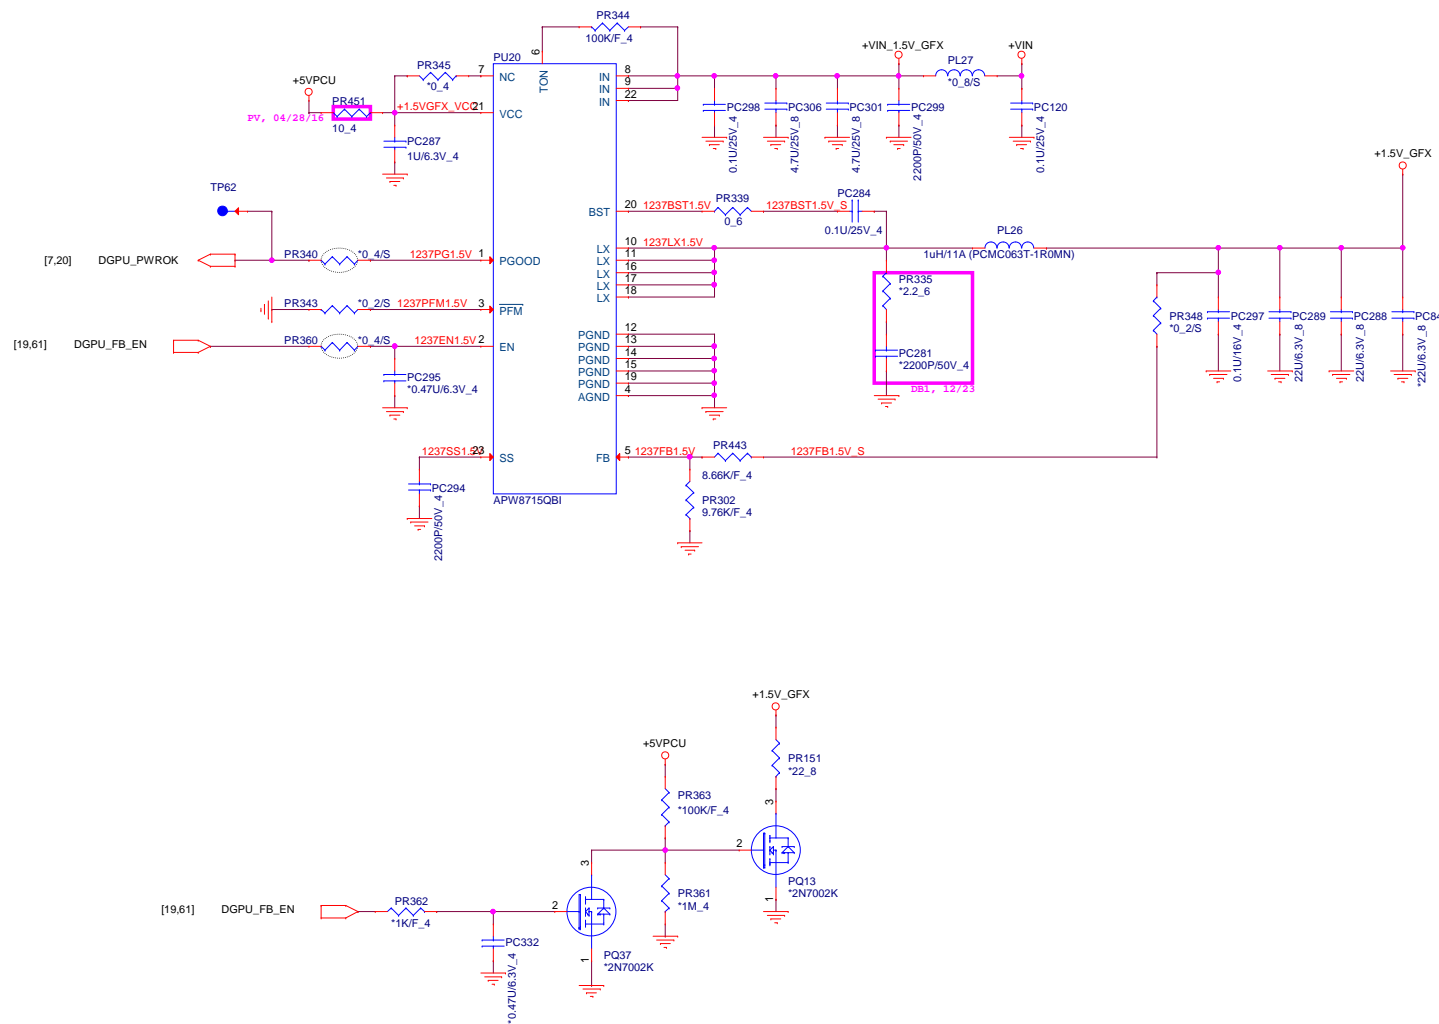 PR344
100K/F_4
PU20
6
TON
+VIN_1.5V_GFX
+VIN
PL27
*0_8/S
PR345
*0_4
7
NC
IN
8
IN
9
IN
22
+5VPCU
PR451
10_4
PV, 04/28/16
+1.5VGFX_VCC
21
VCC
PC287
1U/6.3V_4
PC298
0.1U/25V_4
PC306
4.7U/25V_8
PC301
4.7U/25V_8
PC299
2200P/50V_4
PC120
0.1U/25V_4
+1.5V_GFX
TP62
BST
20
1237BST1.5V
PR339
0_6
1237BST1.5V_S
PC284
0.1U/25V_4
[7,20]
DGPU_PWROK
PR340
*0_4/S
1237PG1.5V
1
PGOOD
LX
10
1237LX1.5V
LX
11
LX
16
LX
17
LX
18
PL26
1uH/11A (PCMC063T-1R0MN)
PR335
*2.2_6
PC281
*2200P/50V_4
DB1, 12/23
PR343
*0_2/S
1237PFM1.5V
3
PFM
[19,61]
DGPU_FB_EN
PR360
*0_4/S
1237EN1.5V
2
EN
PC295
*0.47U/6.3V_4
PGND
12
PGND
13
PGND
14
PGND
15
PGND
19
AGND
4
PR348
*0_2/S
PC297
0.1U/16V_4
PC289
22U/6.3V_8
PC288
22U/6.3V_8
*22U/6.3V_8
1237SS1.5V
23
SS
PC294
2200P/50V_4
FB
5
1237FB1.5V
PR443
8.66K/F_4
1237FB1.5V_S
PR302
9.76K/F_4
APW8715QBI
+1.5V_GFX
PR151
*22_8
+5VPCU
PR363
*100K/F_4
3
2
PQ13
*2N7002K
1
PR361
*1M_4
[19,61]
DGPU_FB_EN
PR362
*1K/F_4
PC332
*0.47U/6.3V_4
3
2
PQ37
*2N7002K
1